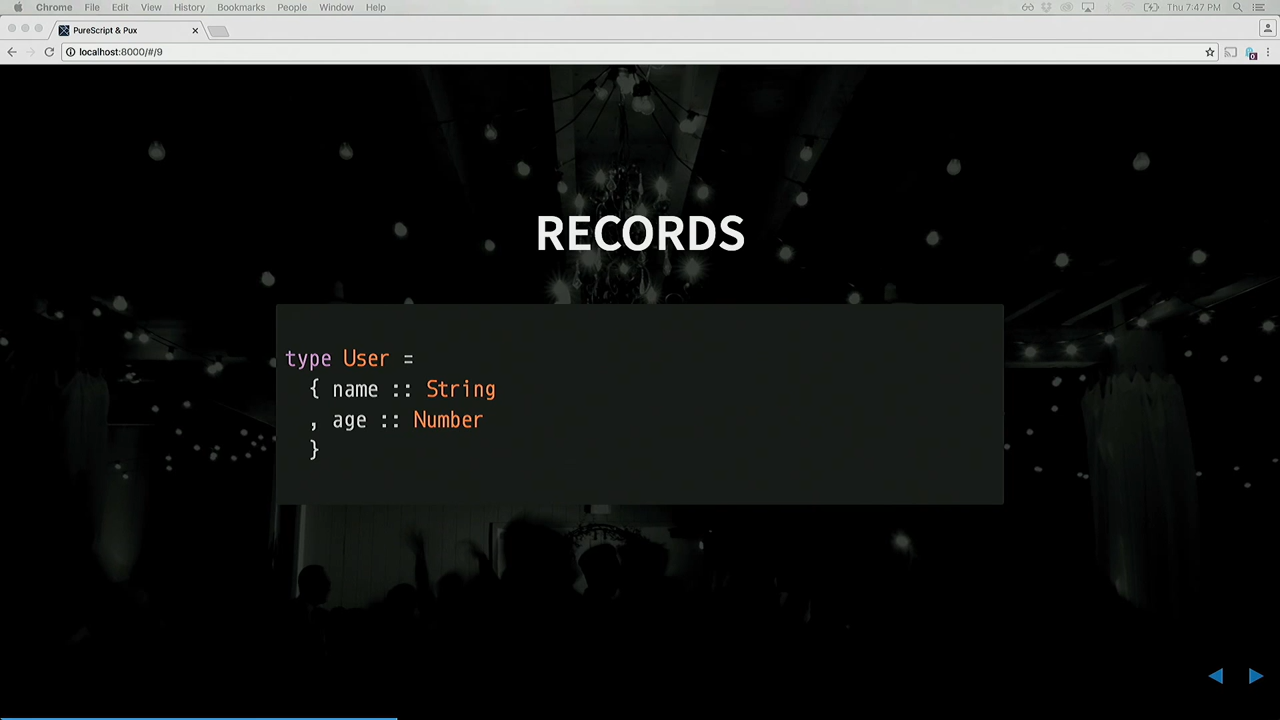 Chrome File Edit View History Bookmarks People Window Help Thu 7:47 PM
PureScript & Pux
localhost:8000/#/9
RECORDS
type User =
{ name :: String
, age :: Number
}